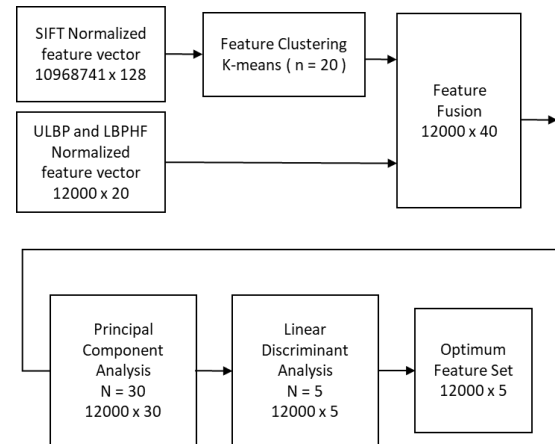 SIFT Normalized
feature vector
10968741 x 128
Feature Clustering
K-means ( n = 20 )
ULBP and LBPHF
Normalized
feature vector
12000 x 20
Feature
Fusion
12000 x 40
Principal
Component
Analysis
N = 30
12000 x 30
Linear
Discriminant
Analysis
N = 5
12000 x 5
Optimum
Feature Set
12000 x 5